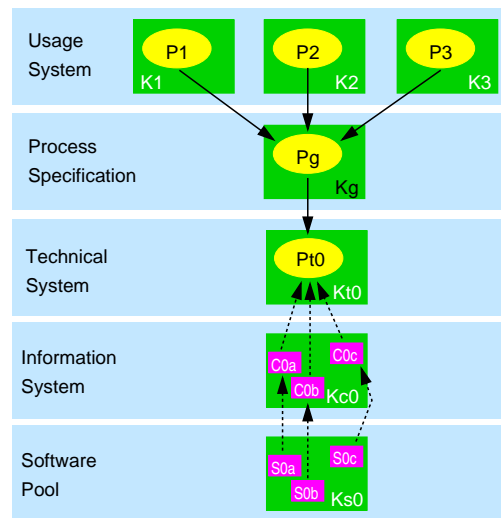 Usage
System
P1
P2
P3
K1
K2
K3
Process
Specification
Pg
Kg
Technical
System
Pt0
Kt0
Information
System
C0a
C0b
C0c
Kc0
Software
Pool
S0a
S0b
S0c
Ks0